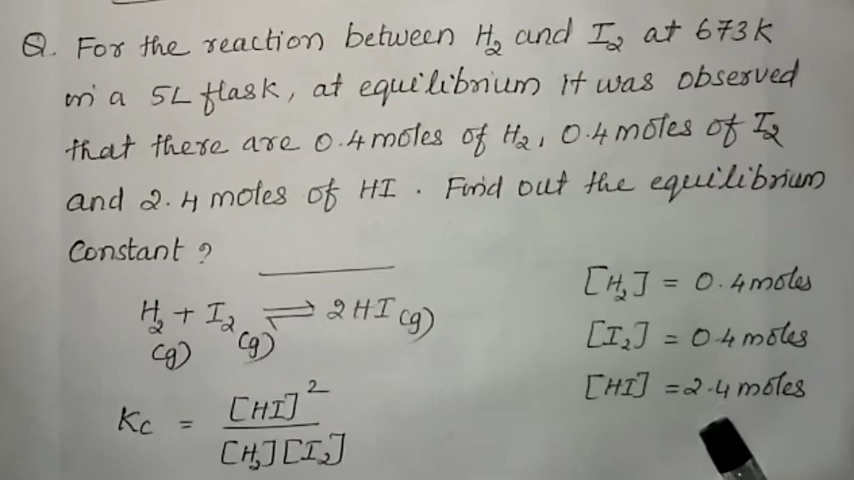 Q. For the reaction between H₂ and I₂ at 673K
in a 5L flask, at equilibrium it was observed
that there are 0.4 moles of H₂, 0.4 moles of I₂
and 2.4 moles of HI. Find out the equilibrium
Constant?
H₂(g) + I₂(g) ⇌ 2HI(g)
Kc = [HI]² / [H₂][I₂]
[H₂] = 0.4 moles
[I₂] = 0.4 moles
[HI] = 2.4 moles